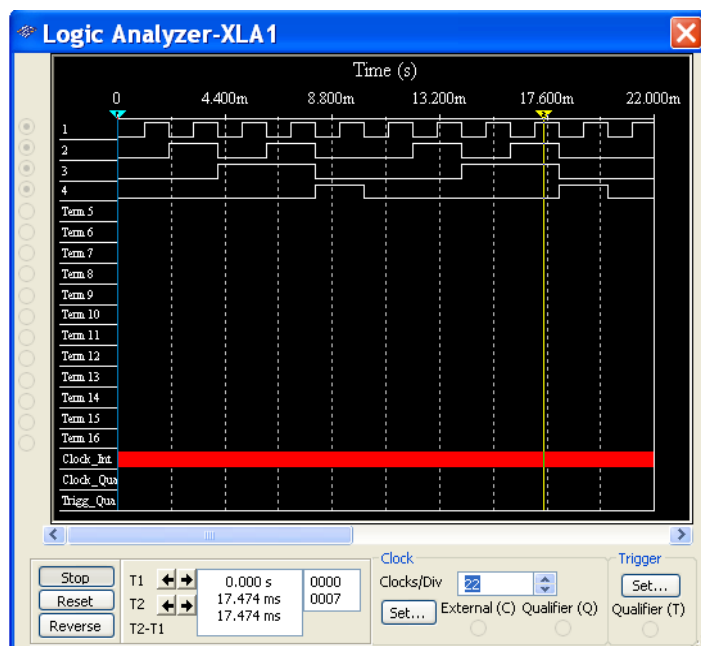 Logic Analyzer-XLA1
Time (s)
0 4.400m 8.800m 13.200m 17.600m 22.000m
1
2
3
4
Term 5
Term 6
Term 7
Term 8
Term 9
Term 10
Term 11
Term 12
Term 13
Term 14
Term 15
Term 16
Clock_Int
Clock_Qua
Trigg_Qua
Stop
Reset
Reverse
T1 0.000 s 0000
T2 17.474 ms 0007
T2-T1 17.474 ms
Clock
Clocks/Div 22
Set... External (C) Qualifier (Q)
Trigger
Set...
Qualifier (T)